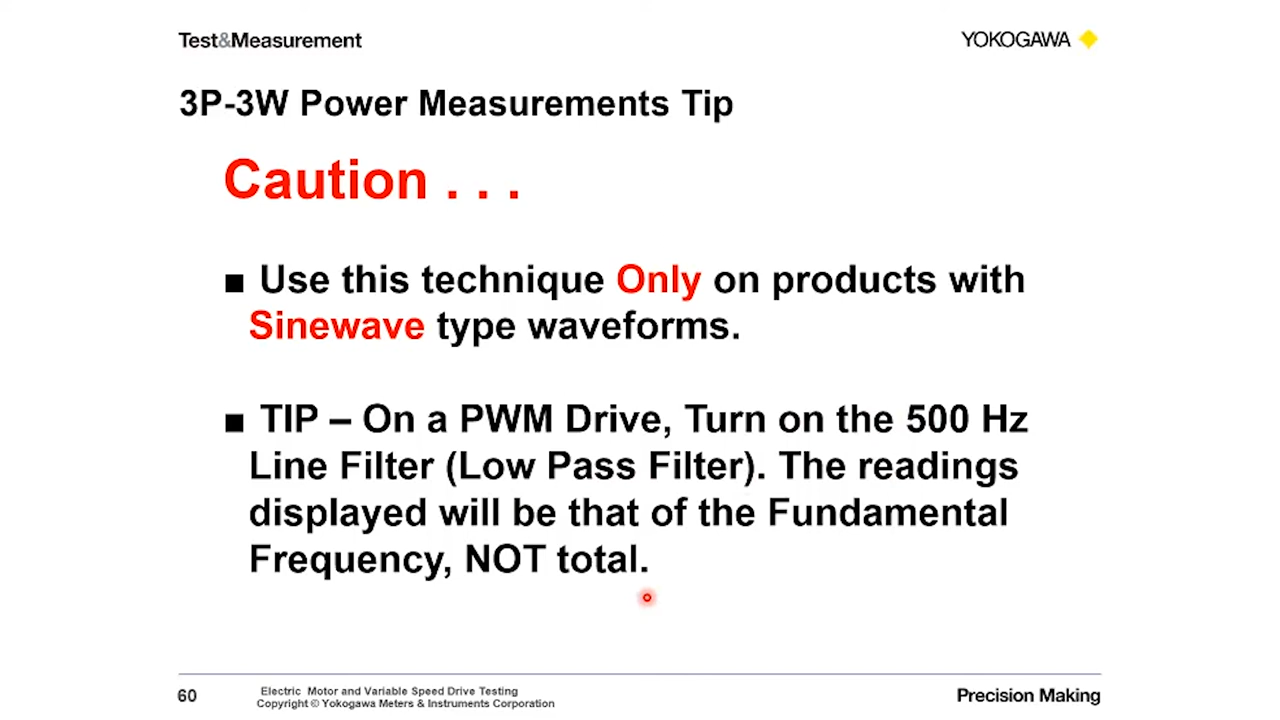 Test&Measurement
YOKOGAWA
3P-3W Power Measurements Tip
Caution . . .
■ Use this technique Only on products with
Sinewave type waveforms.
■ TIP – On a PWM Drive, Turn on the 500 Hz
Line Filter (Low Pass Filter). The readings
displayed will be that of the Fundamental
Frequency, NOT total.
60
Electric Motor and Variable Speed Drive Testing
Copyright © Yokogawa Meters & Instruments Corporation
Precision Making